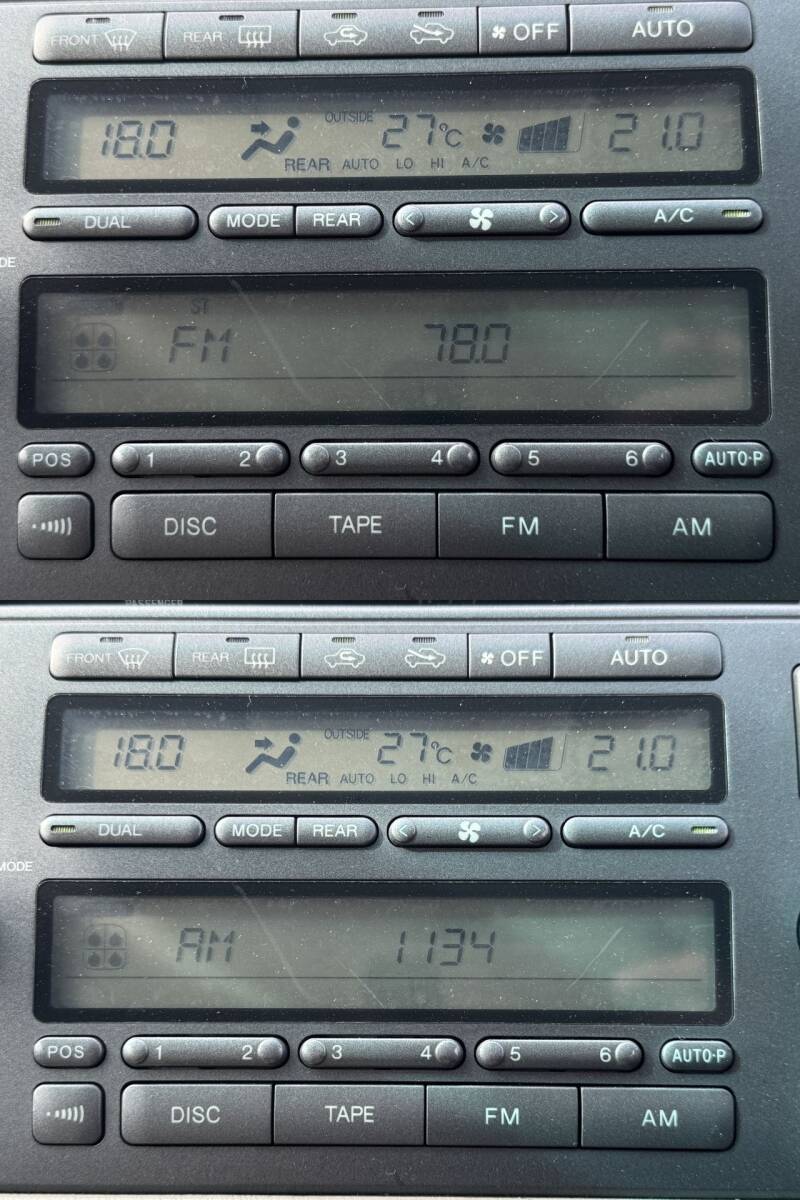 FRONT REAR OFF AUTO
OUTSIDE
18.0 27°C 21.0
REAR AUTO LO HI A/C
DUAL MODE REAR < > A/C
DE
ST
FM 78.0
POS 1 2 3 4 5 6 AUTO·P
DISC TAPE FM AM
PASSENGER
FRONT REAR OFF AUTO
OUTSIDE
18.0 27°C 21.0
REAR AUTO LO HI A/C
DUAL MODE REAR < > A/C
MODE
AM 1134
POS 1 2 3 4 5 6 AUTO·P
DISC TAPE FM AM